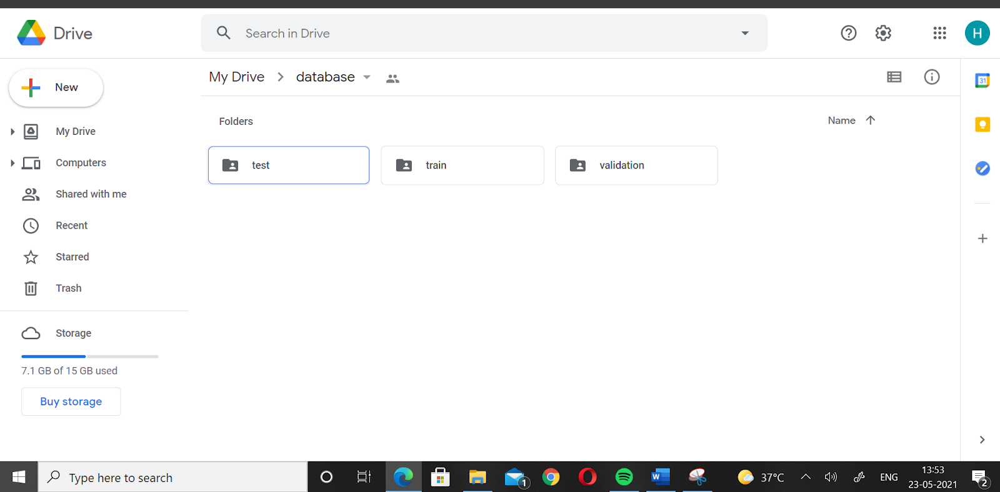 Drive
Search in Drive
H
New
My Drive
Computers
Shared with me
Recent
Starred
Trash
Storage
7.1 GB of 15 GB used
Buy storage
My Drive > database
Folders
Name
test
train
validation
31
Type here to search
W
1
37°C
ENG
13:53
23-05-2021
2